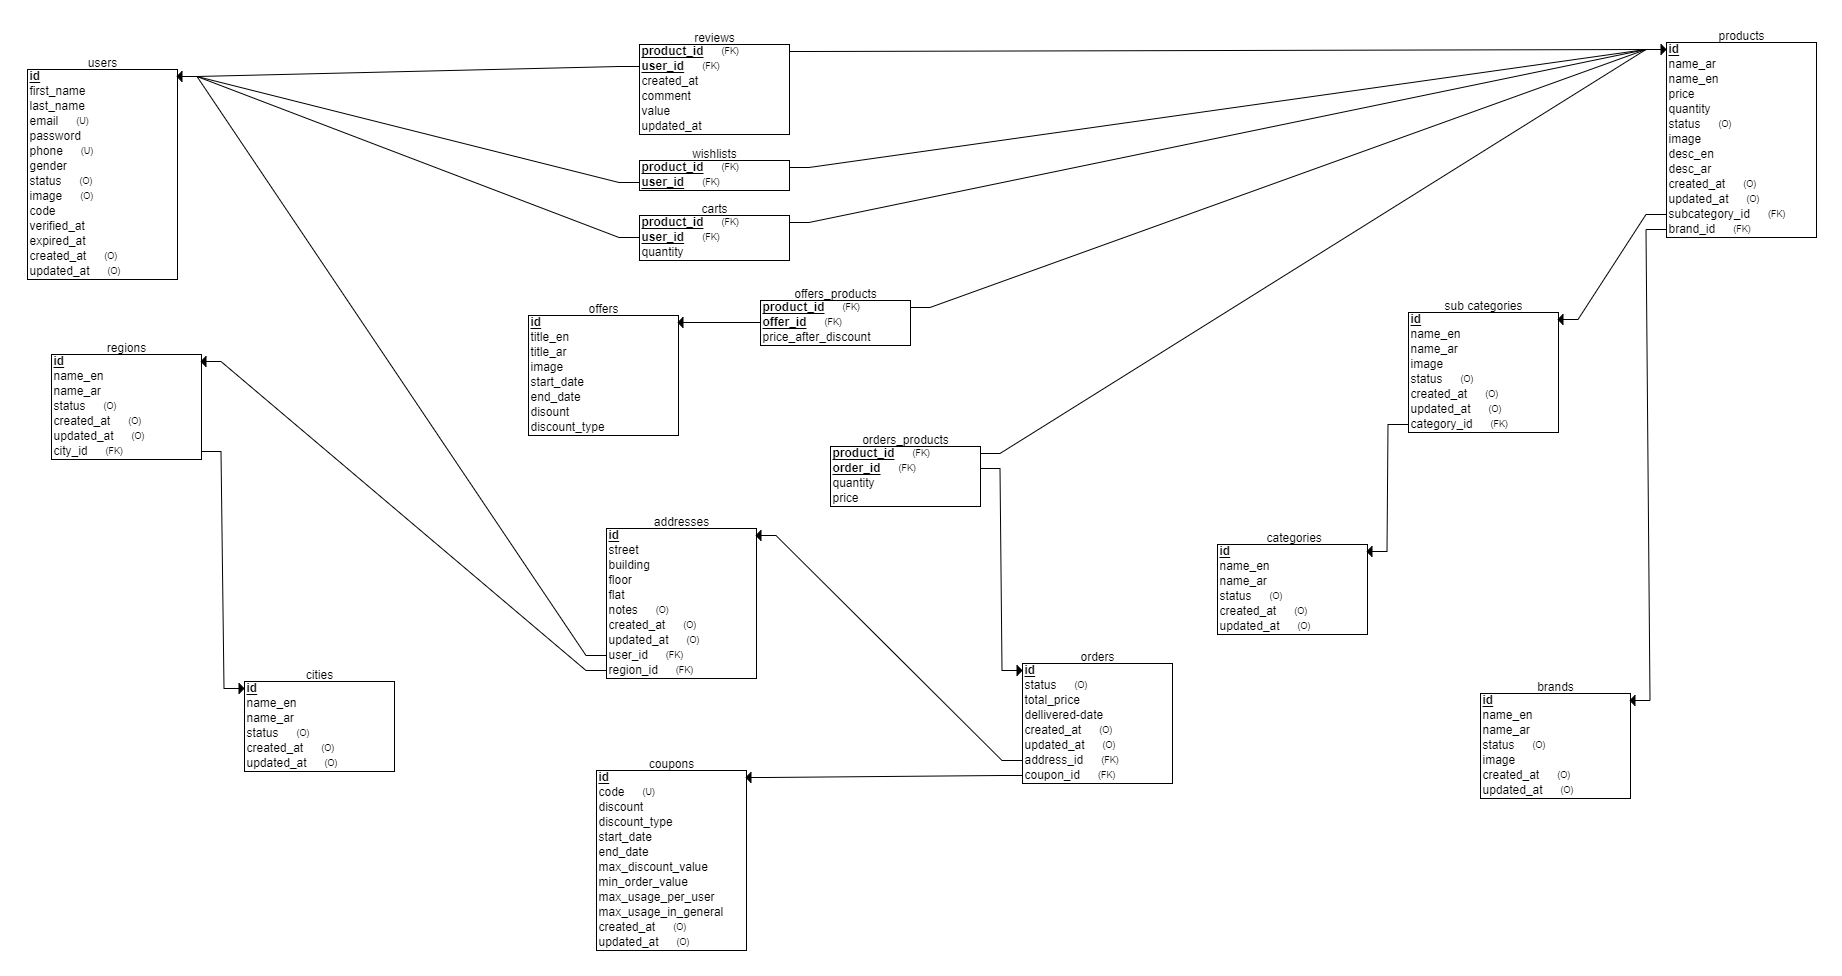 users
id
first_name
last_name
email (U)
password
phone (U)
gender
status (O)
image (O)
code
verified_at
expired_at
created_at (O)
updated_at (O)
reviews
product_id (FK)
user_id (FK)
created_at
comment
value
updated_at
products
id
name_ar
name_en
price
quantity
status (O)
image
desc_en
desc_ar
created_at (O)
updated_at (O)
subcategory_id (FK)
brand_id (FK)
wishlists
product_id (FK)
user_id (FK)
carts
product_id (FK)
user_id (FK)
quantity
offers_products
product_id (FK)
offer_id (FK)
price_after_discount
offers
id
title_en
title_ar
image
start_date
end_date
disount
discount_type
sub categories
id
name_en
name_ar
image
status (O)
created_at (O)
updated_at (O)
category_id (FK)
regions
id
name_en
name_ar
status (O)
created_at (O)
updated_at (O)
city_id (FK)
orders_products
product_id (FK)
order_id (FK)
quantity
price
addresses
id
street
building
floor
flat
notes (O)
created_at (O)
updated_at (O)
user_id (FK)
region_id (FK)
categories
id
name_en
name_ar
status (O)
created_at (O)
updated_at (O)
cities
id
name_en
name_ar
status (O)
created_at (O)
updated_at (O)
orders
id
status (O)
total_price
dellivered-date
created_at (O)
updated_at (O)
address_id (FK)
coupon_id (FK)
brands
id
name_en
name_ar
status (O)
image
created_at (O)
updated_at (O)
coupons
id
code (U)
discount
discount_type
start_date
end_date
max_discount_value
min_order_value
max_usage_per_user
max_usage_in_general
created_at (O)
updated_at (O)